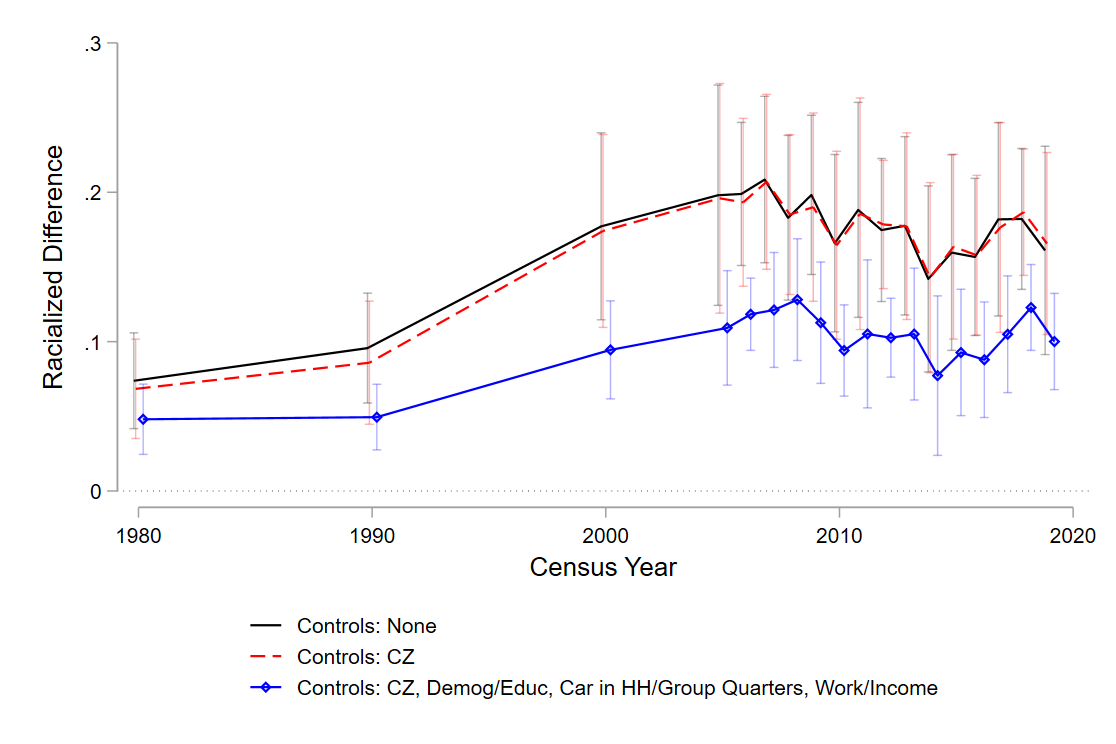 .3
.2
.1
0
Racialized Difference
1980 1990 2000 2010 2020
Census Year
Controls: None
Controls: CZ
Controls: CZ, Demog/Educ, Car in HH/Group Quarters, Work/Income